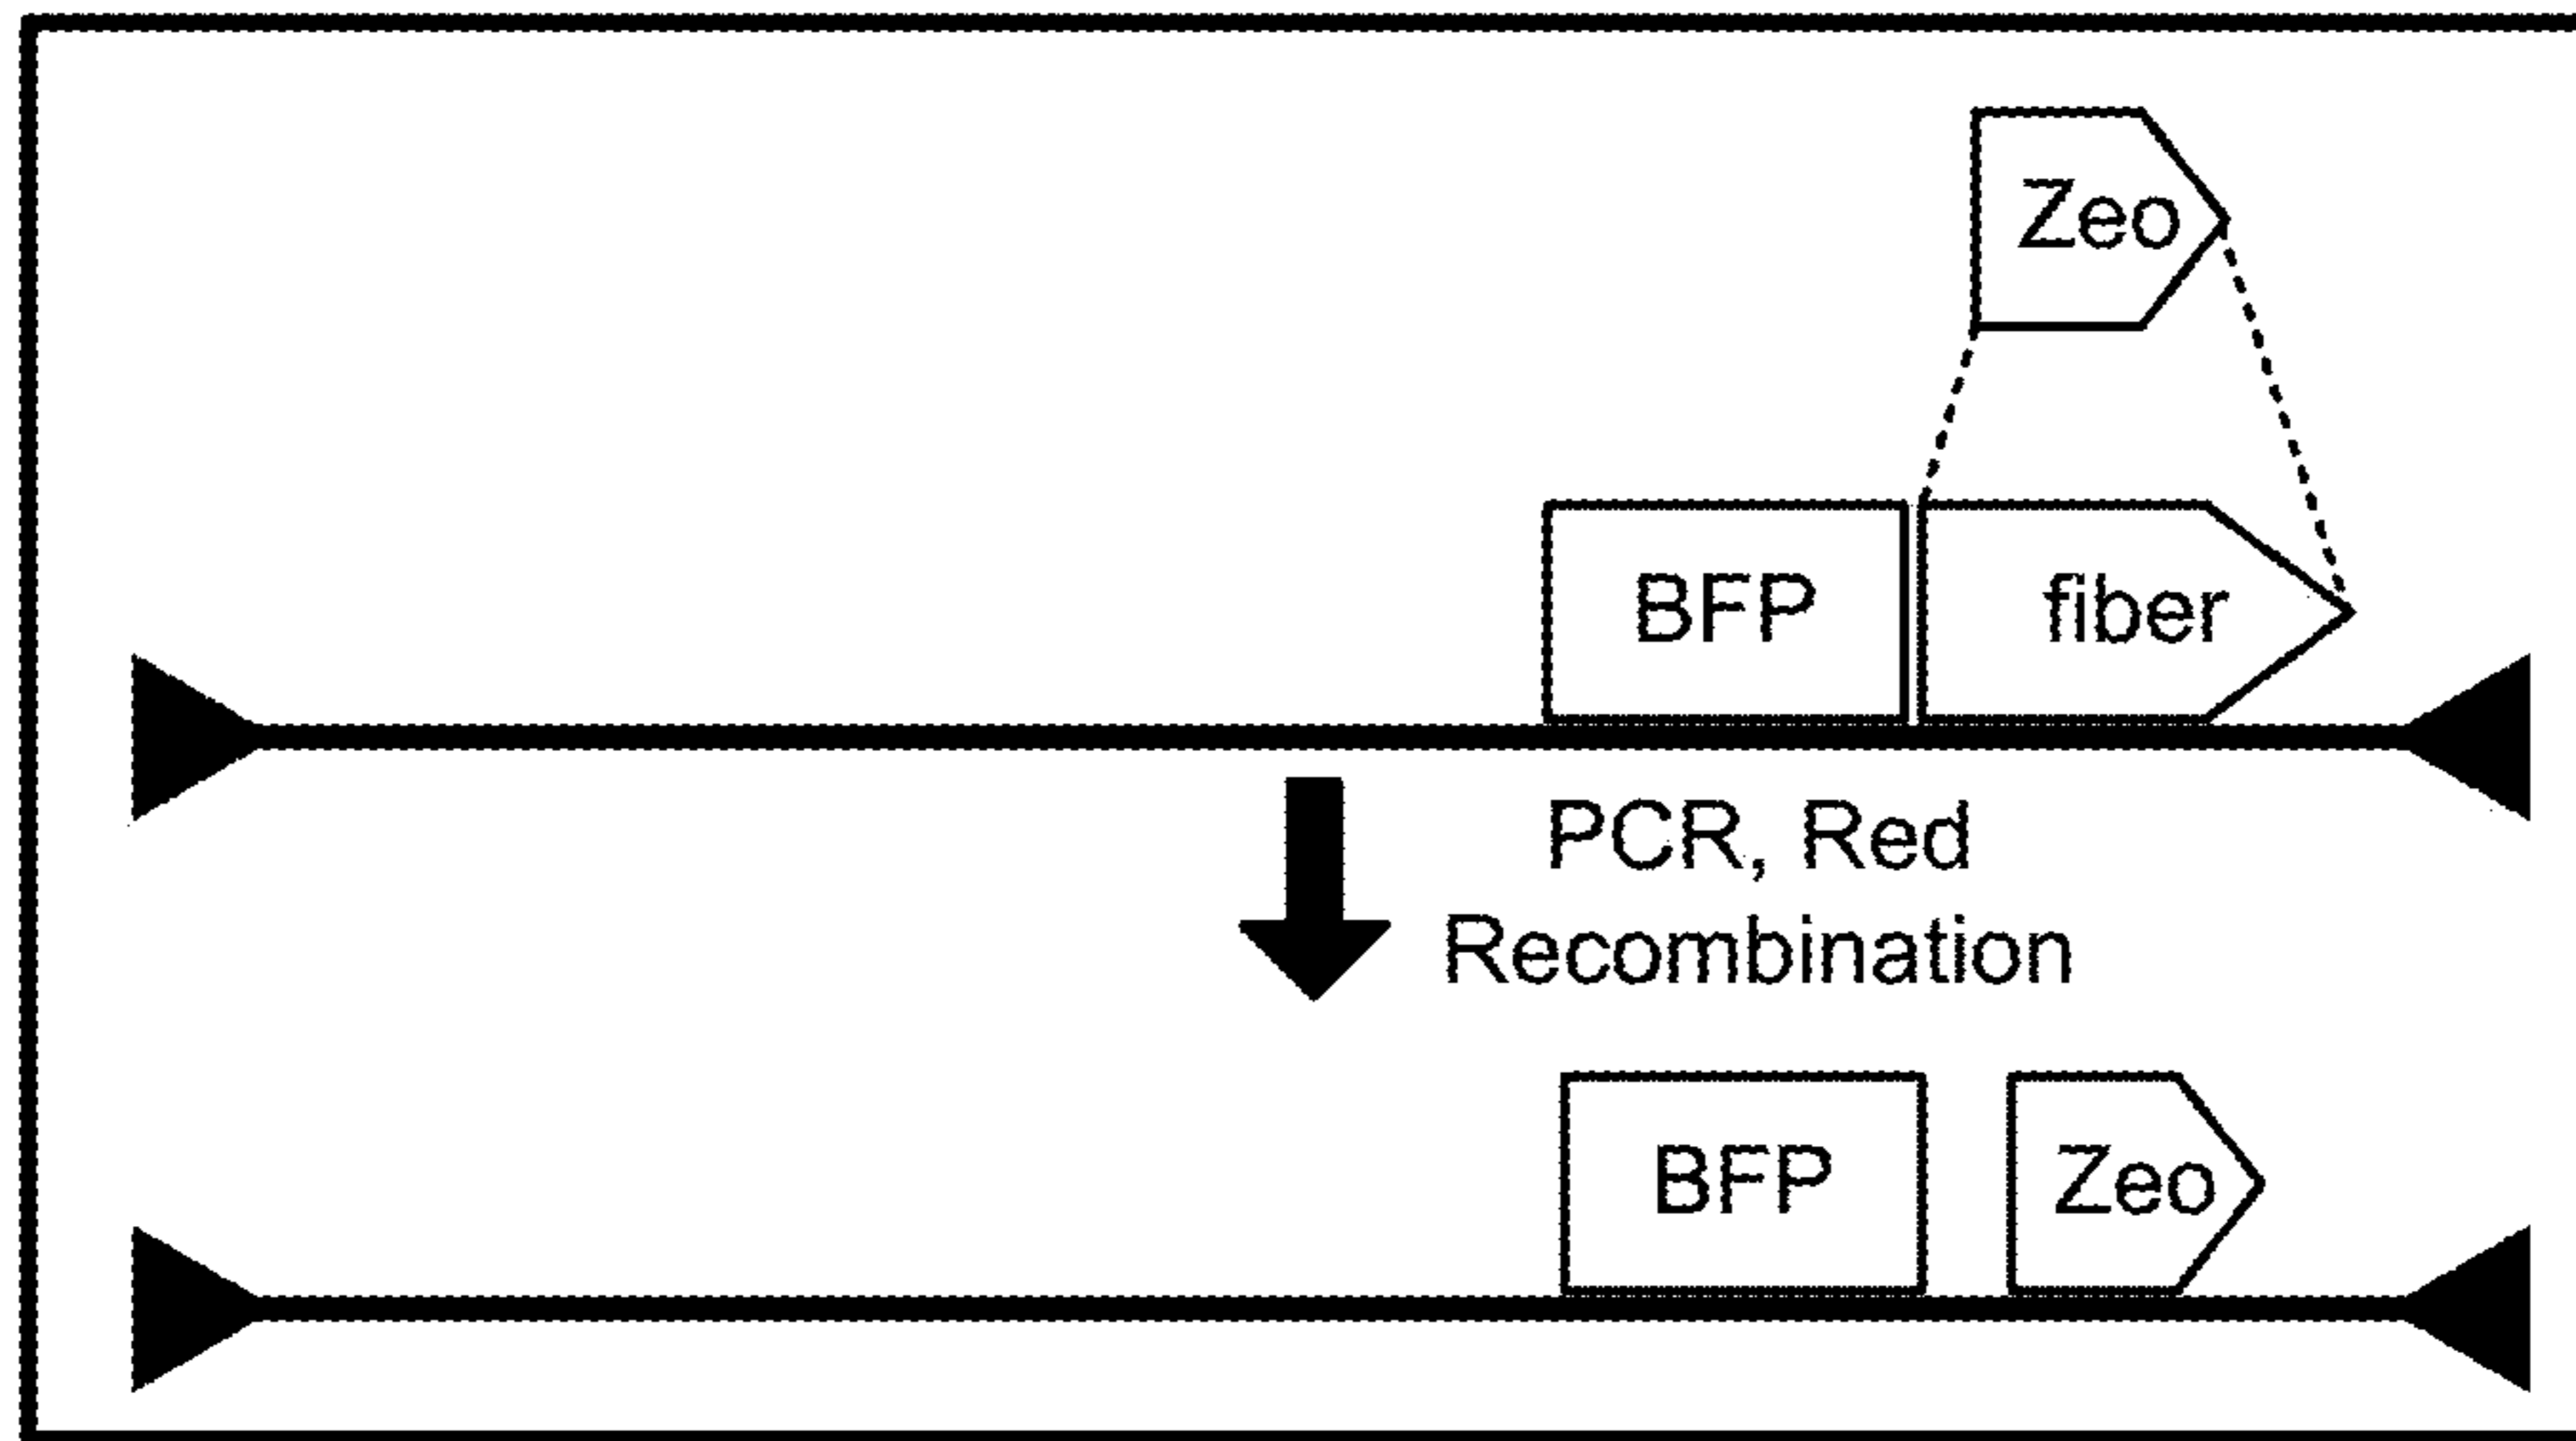 Zeo
BFP
fiber
PCR, Red
Recombination
BFP
Zeo